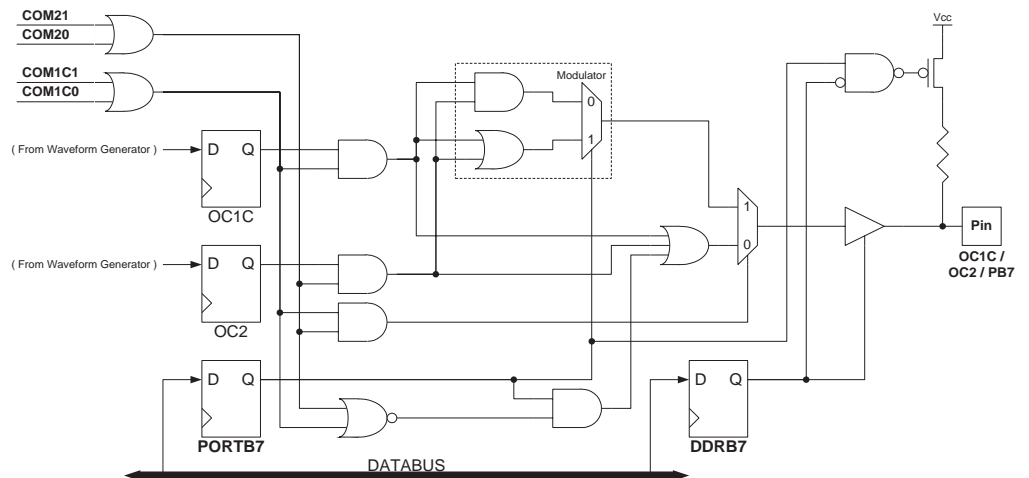 COM21
COM20
Vcc
COM1C1
COM1C0
Modulator
0
1
( From Waveform Generator )
D Q
OC1C
1
0
Pin
OC1C /
OC2 / PB7
( From Waveform Generator )
D Q
OC2
D Q
PORTB7
D Q
DDRB7
DATABUS